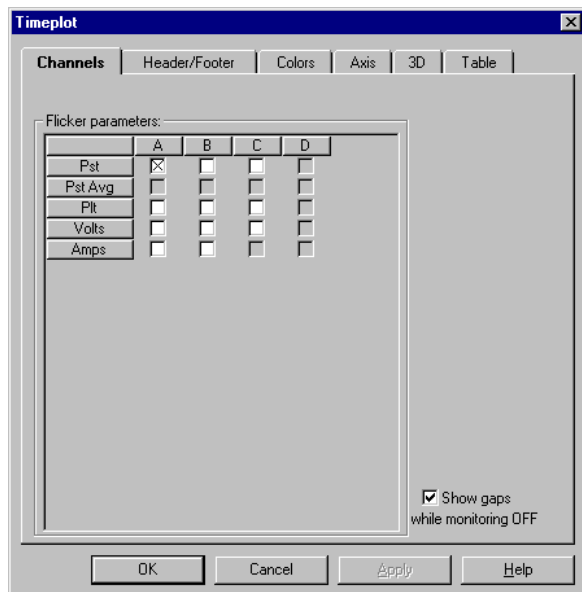 Timeplot
Channels Header/Footer Colors Axis 3D Table
Flicker parameters:
A B C D
Pst
Pst Avg
Plt
Volts
Amps
Show gaps
while monitoring OFF
OK Cancel Apply Help